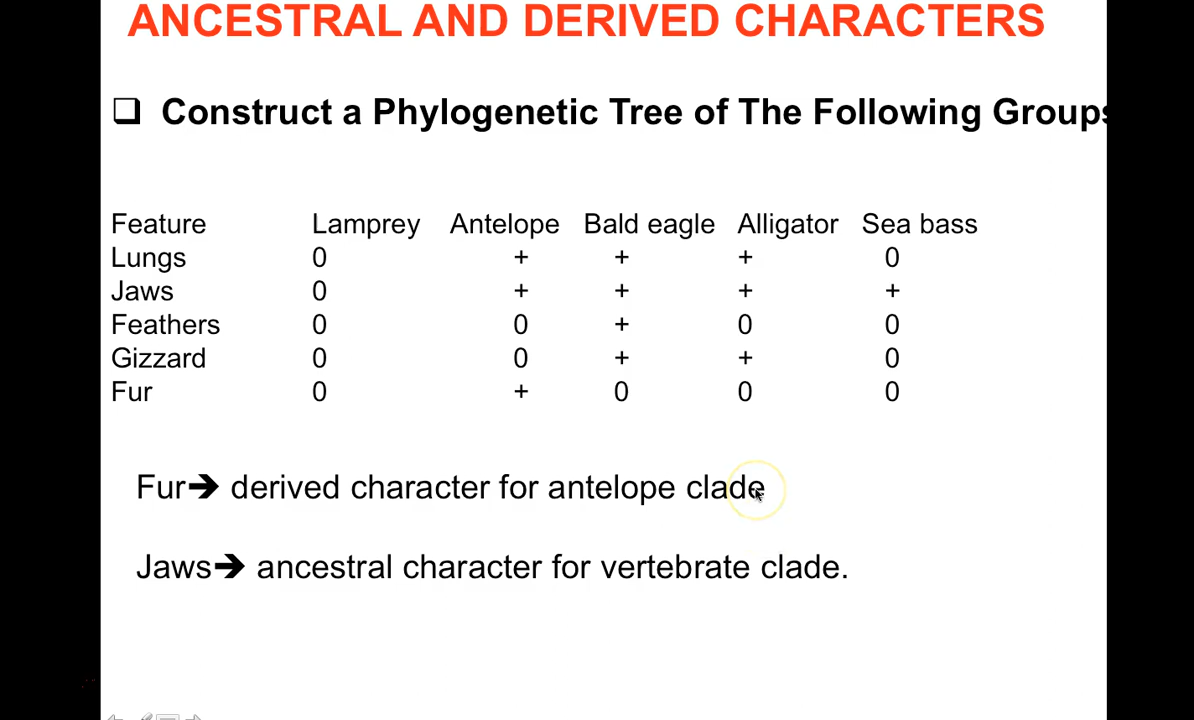 ANCESTRAL AND DERIVED CHARACTERS
❑ Construct a Phylogenetic Tree of The Following Groups
Feature Lamprey Antelope Bald eagle Alligator Sea bass
Lungs 0 + + + 0
Jaws 0 + + + +
Feathers 0 0 + 0 0
Gizzard 0 0 + + 0
Fur 0 + 0 0 0
Fur➔ derived character for antelope clade
Jaws➔ ancestral character for vertebrate clade.